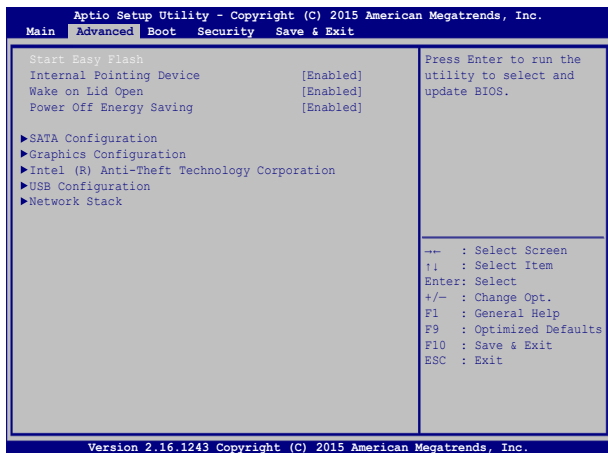 Aptio Setup Utility - Copyright (C) 2015 American Megatrends, Inc.
Main Advanced Boot Security Save & Exit
Start Easy Flash
Internal Pointing Device [Enabled]
Wake on Lid Open [Enabled]
Power Off Energy Saving [Enabled]
▶SATA Configuration
▶Graphics Configuration
▶Intel (R) Anti-Theft Technology Corporation
▶USB Configuration
▶Network Stack
Press Enter to run the
utility to select and
update BIOS.
→← : Select Screen
↑↓ : Select Item
Enter: Select
+/— : Change Opt.
F1 : General Help
F9 : Optimized Defaults
F10 : Save & Exit
ESC : Exit
Version 2.16.1243 Copyright (C) 2015 American Megatrends, Inc.